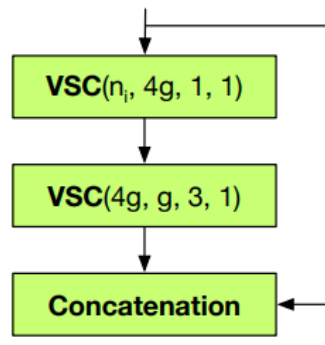 VSC(nᵢ, 4g, 1, 1)
VSC(4g, g, 3, 1)
Concatenation